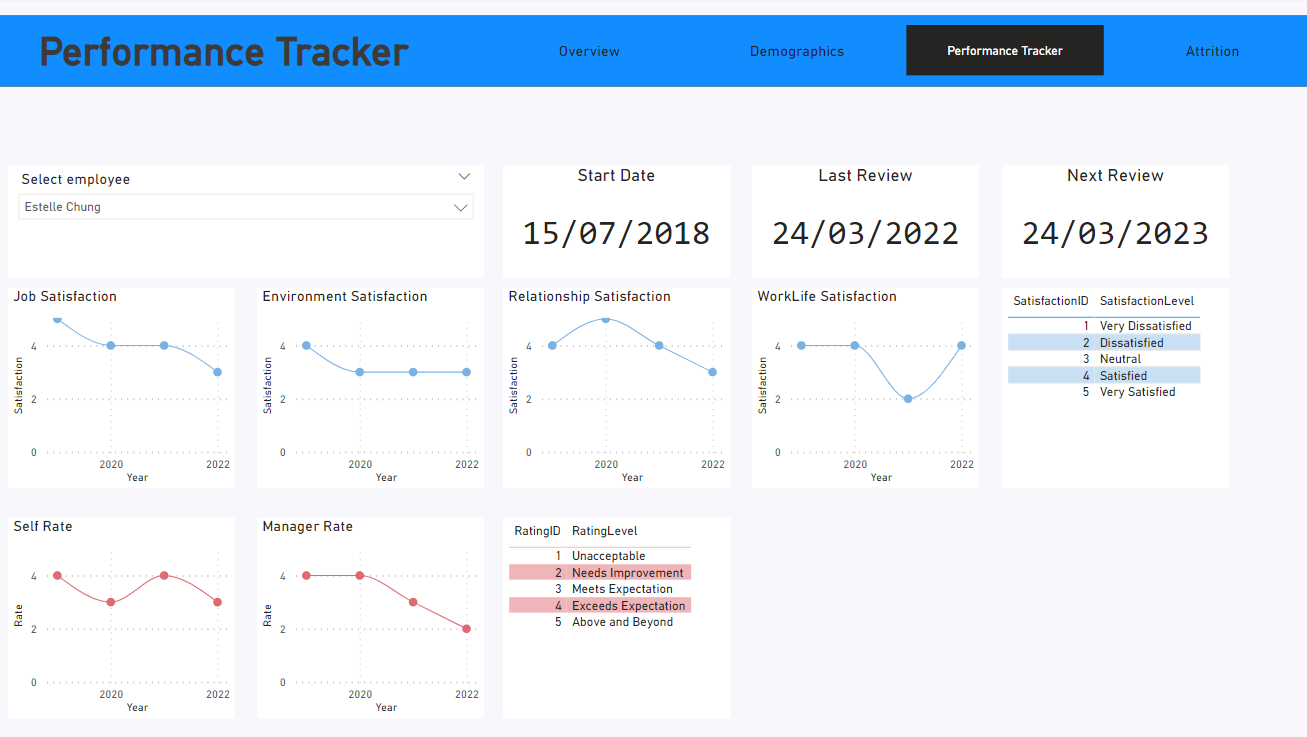 Performance Tracker
Overview
Demographics
Performance Tracker
Attrition
Select employee
Estelle Chung
Start Date
15/07/2018
Last Review
24/03/2022
Next Review
24/03/2023
Job Satisfaction
Satisfaction
4
2
0
2020 2022
Year
Environment Satisfaction
Satisfaction
4
2
0
2020 2022
Year
Relationship Satisfaction
Satisfaction
4
2
0
2020 2022
Year
WorkLife Satisfaction
Satisfaction
4
2
0
2020 2022
Year
SatisfactionID SatisfactionLevel
1 Very Dissatisfied
2 Dissatisfied
3 Neutral
4 Satisfied
5 Very Satisfied
Self Rate
Rate
4
2
0
2020 2022
Year
Manager Rate
Rate
4
2
0
2020 2022
Year
RatingID RatingLevel
1 Unacceptable
2 Needs Improvement
3 Meets Expectation
4 Exceeds Expectation
5 Above and Beyond